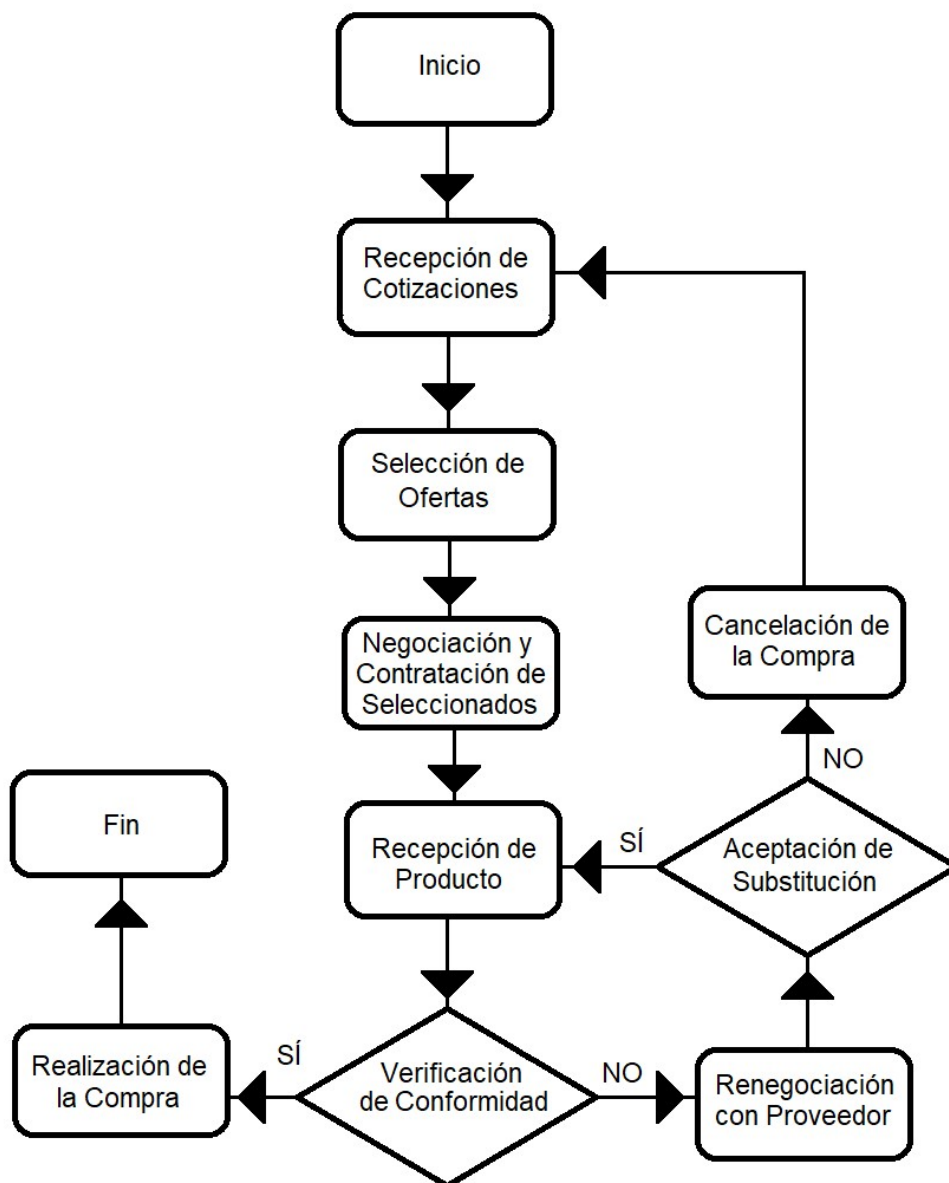 Inicio
Recepción de
Cotizaciones
Selección de
Ofertas
Negociación y
Contratación de
Seleccionados
Cancelación de
la Compra
NO
Fin
Recepción de
Producto
SÍ
Aceptación de
Substitución
Realización de
la Compra
SÍ
Verificación
de Conformidad
NO
Renegociación
con Proveedor